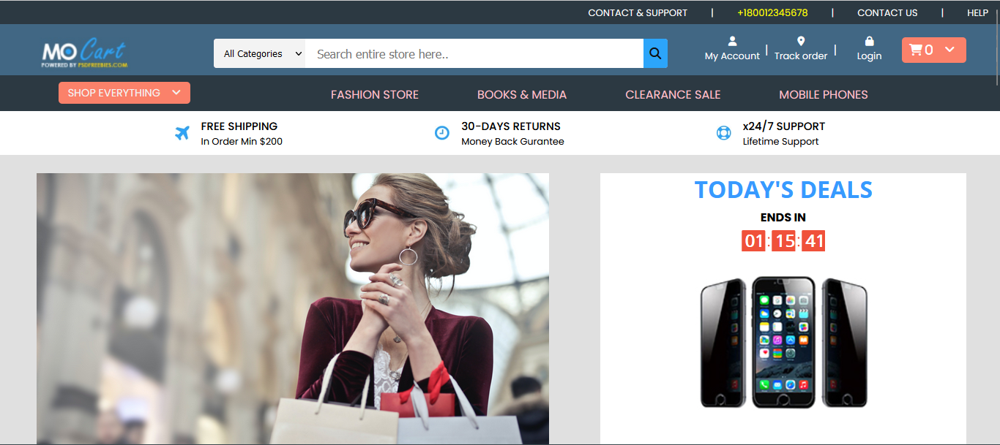 CONTACT & SUPPORT | +180012345678 | CONTACT US | HELP
MO Cart
POWERED BY PSDFREEBIES.COM
All Categories
Search entire store here..
My Account | Track order | Login
0
SHOP EVERYTHING
FASHION STORE BOOKS & MEDIA CLEARANCE SALE MOBILE PHONES
FREE SHIPPING
In Order Min $200
30-DAYS RETURNS
Money Back Gurantee
x24/7 SUPPORT
Lifetime Support
TODAY'S DEALS
ENDS IN
01:15:41